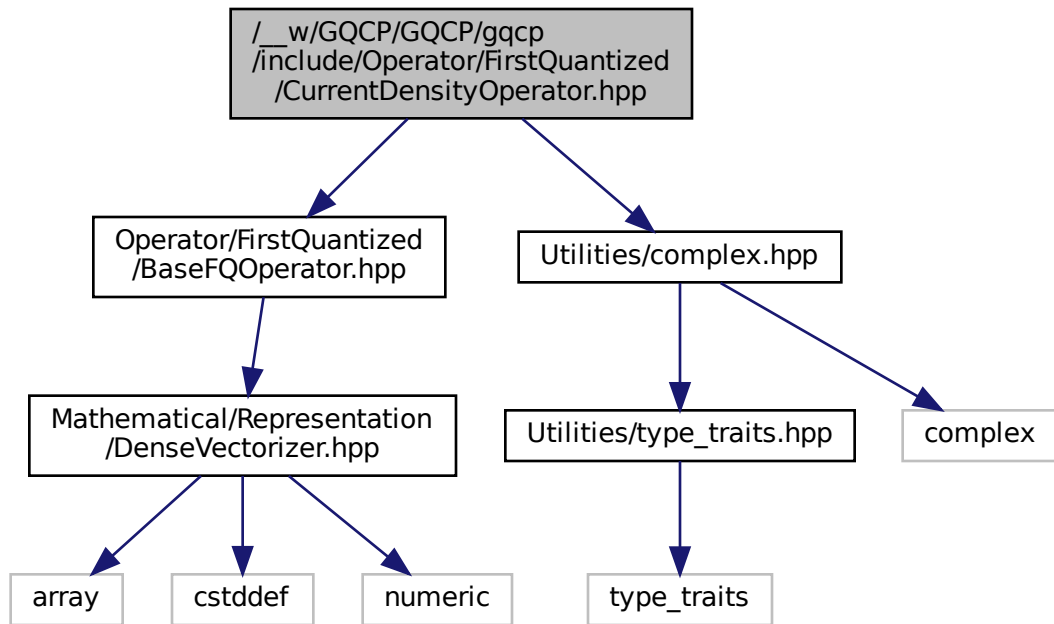 /__w/GQCP/GQCP/gqcp
/include/Operator/FirstQuantized
/CurrentDensityOperator.hpp
Operator/FirstQuantized
/BaseFQOperator.hpp
Utilities/complex.hpp
Mathematical/Representation
/DenseVectorizer.hpp
Utilities/type_traits.hpp
complex
array
cstddef
numeric
type_traits